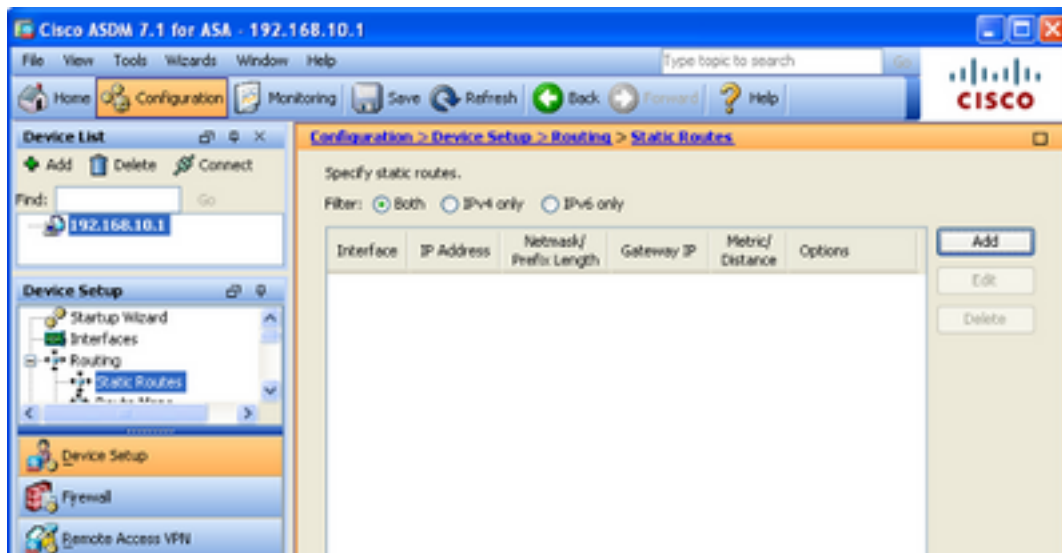 Cisco ASDM 7.1 for ASA - 192.168.10.1
File View Tools Wizards Window Help
Type topic to search Go
Home Configuration Monitoring Save Refresh Back Forward Help
CISCO
Device List
Add Delete Connect
Find: Go
192.168.10.1
Device Setup
Startup Wizard
Interfaces
Routing
Static Routes
Device Setup
Firewall
Remote Access VPN
Configuration > Device Setup > Routing > Static Routes
Specify static routes.
Filter: Both IPv4 only IPv6 only
Interface IP Address Netmask/ Prefix Length Gateway IP Metric/ Distance Options
Add
Edit
Delete